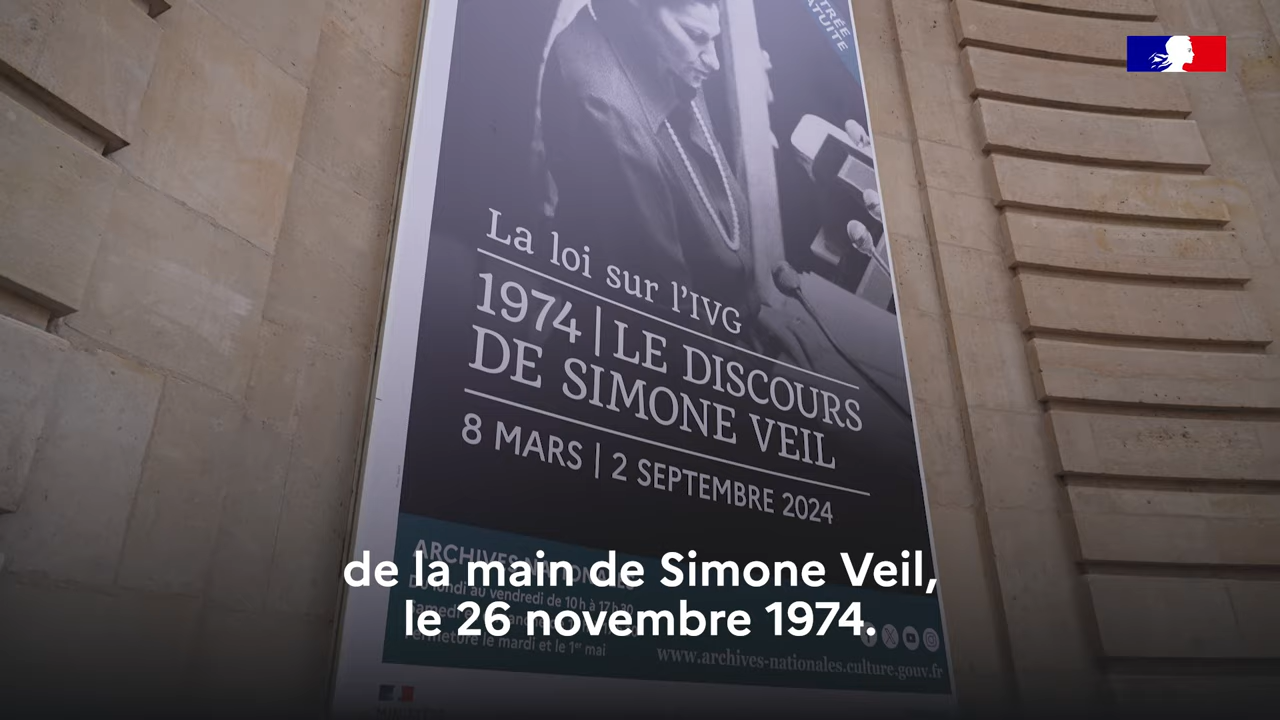 La loi sur l'IVG
1974 | LE DISCOURS
DE SIMONE VEIL
8 MARS | 2 SEPTEMBRE 2024
ARCHIVES NATIONALES
Du lundi au vendredi de 10h à 17h30
Fermeture le mardi et le 1er mai
www.archives-nationales.culture.gouv.fr
de la main de Simone Veil,
le 26 novembre 1974.